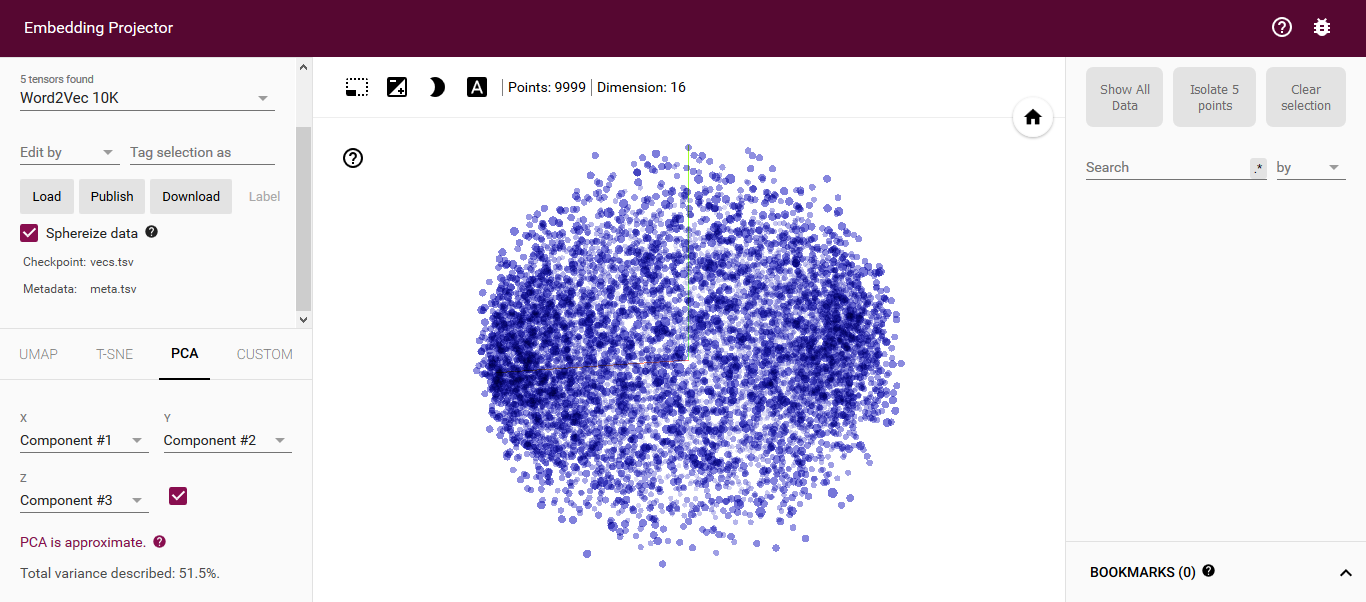 Embedding Projector
5 tensors found
Word2Vec 10K
Edit by
Tag selection as
Load
Publish
Download
Label
Sphereize data
Checkpoint: vecs.tsv
Metadata: meta.tsv
UMAP
T-SNE
PCA
CUSTOM
X
Component #1
Y
Component #2
Z
Component #3
PCA is approximate.
Total variance described: 51.5%.
A
Points: 9999
Dimension: 16
Show All
Data
Isolate 5
points
Clear
selection
Search
.*
by
BOOKMARKS (0)